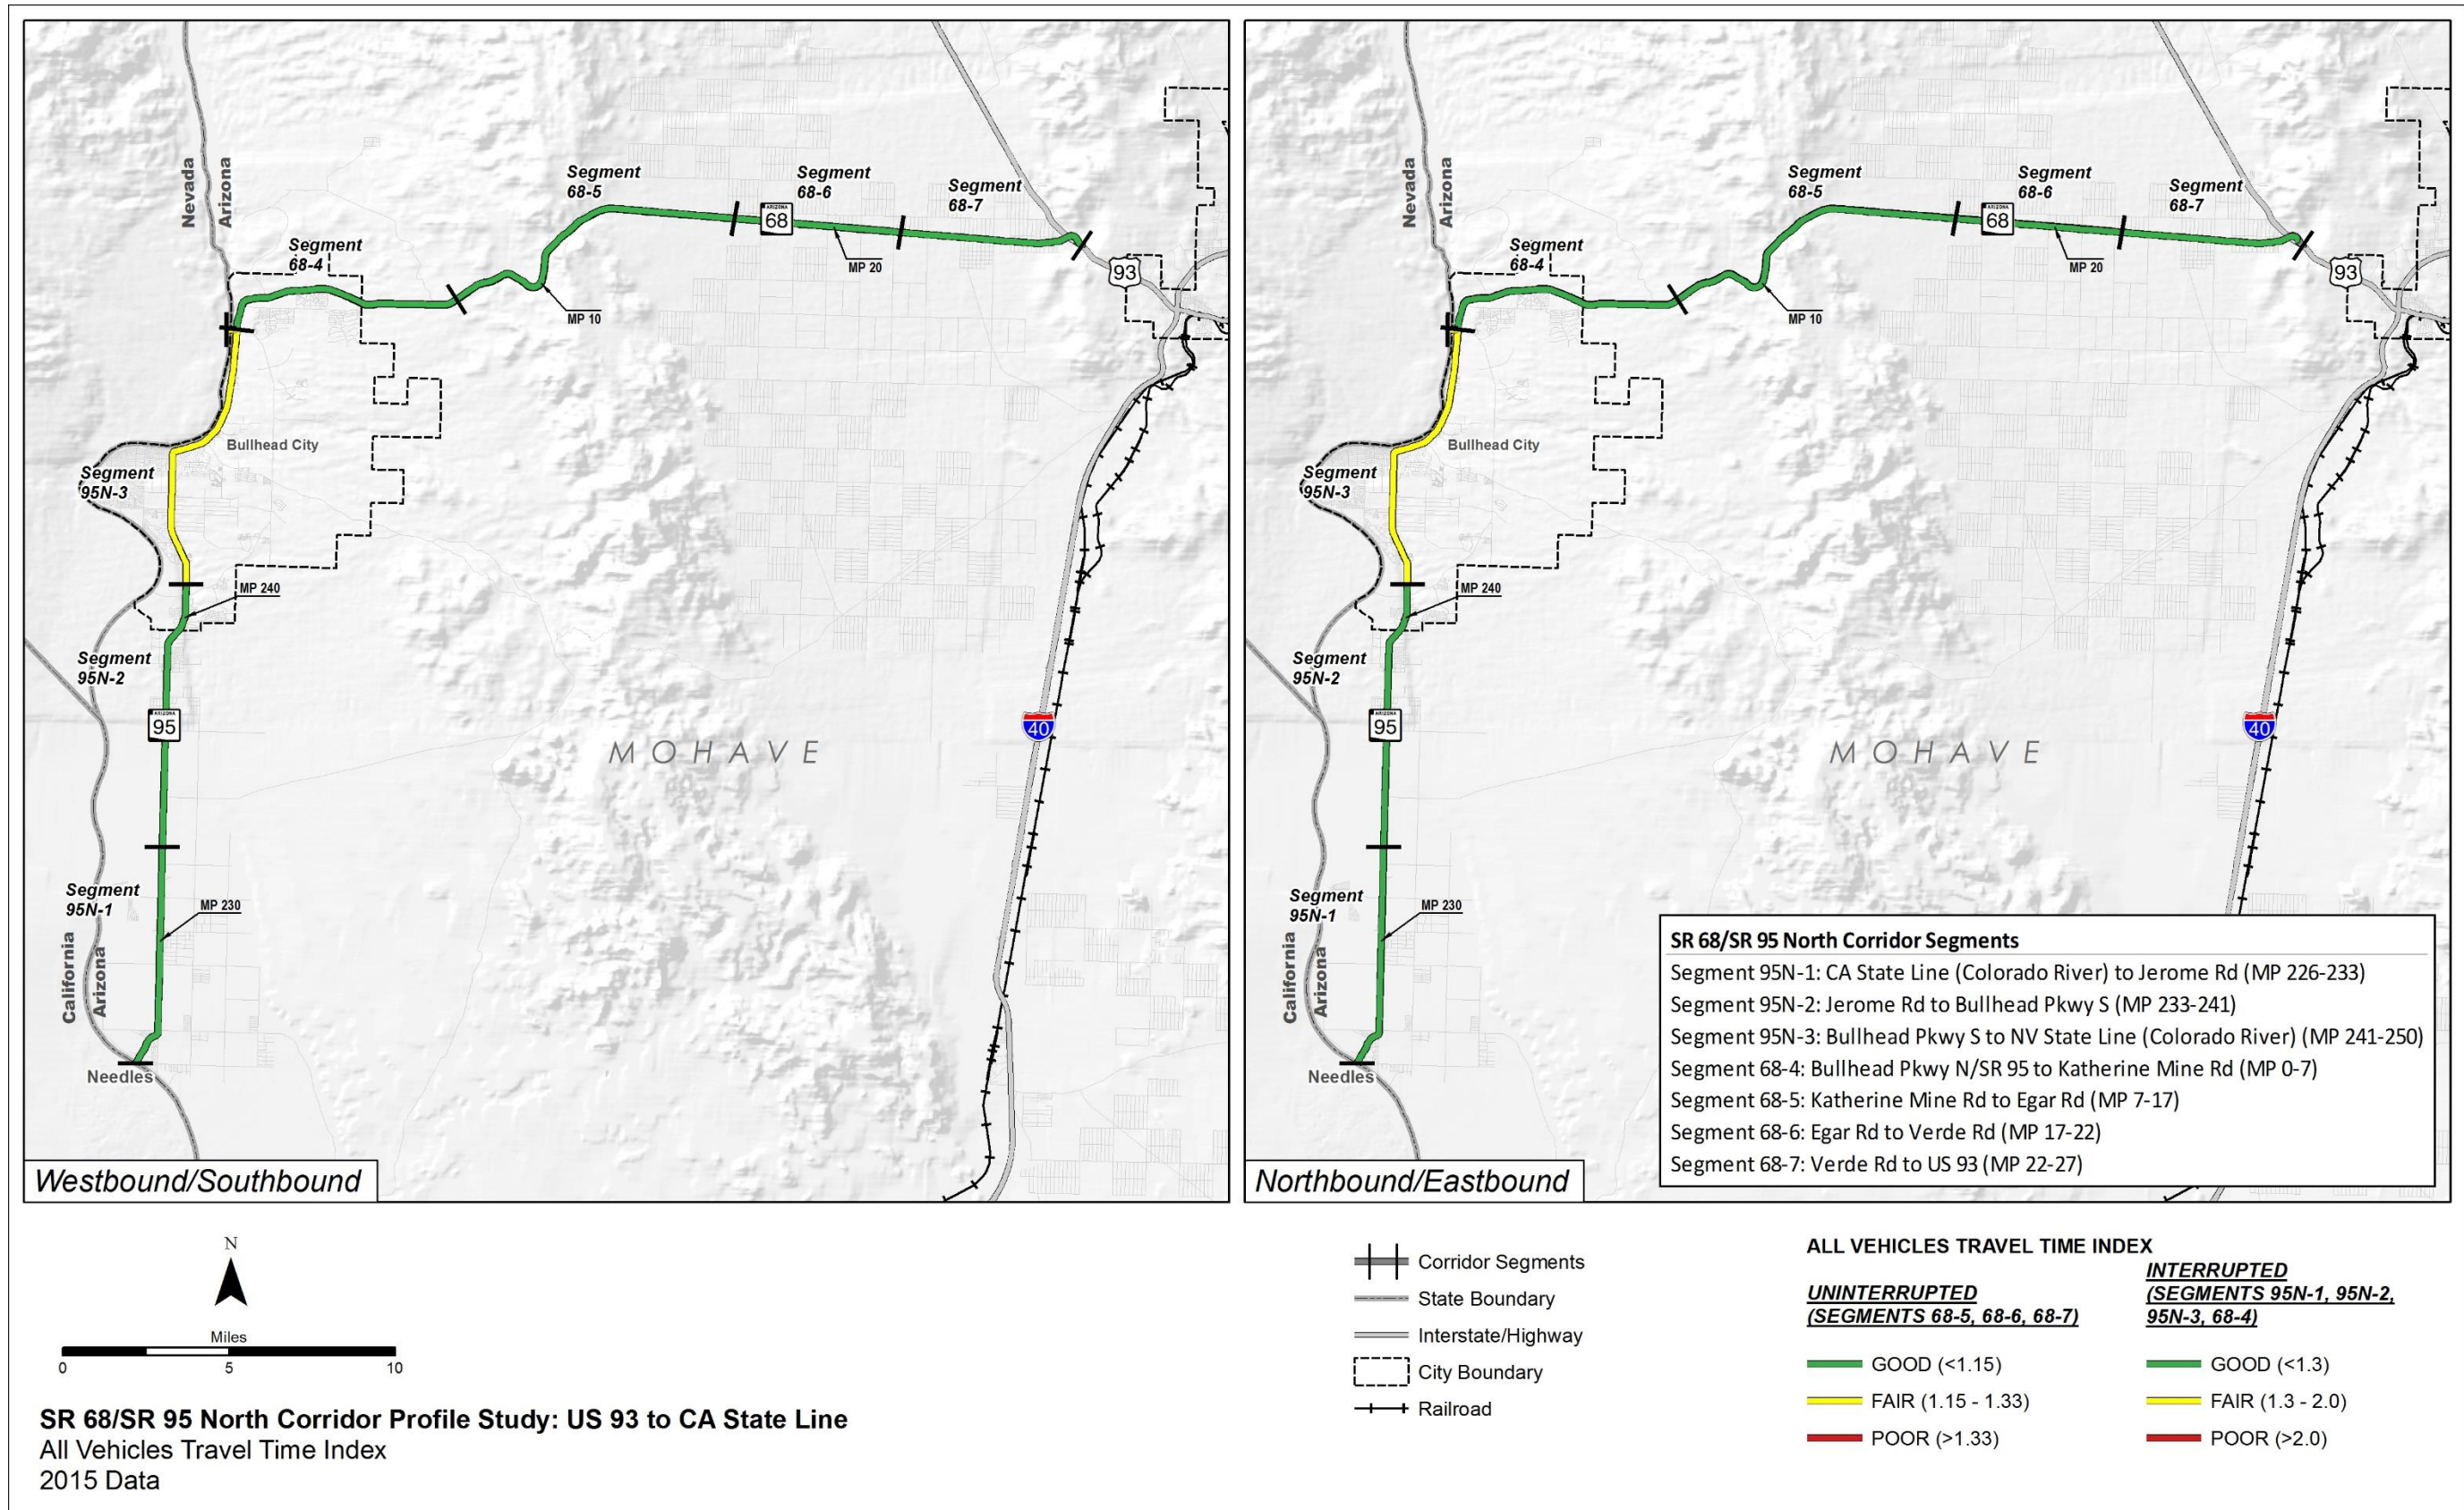 Nevada
Arizona
Segment
68-4
Segment
68-5
Segment
68-6
Segment
68-7
ARIZONA
68
MP 20
MP 10
93
Bullhead City
Segment
95N-3
MP 240
Segment
95N-2
ARIZONA
95
MOHAVE
40
Segment
95N-1
MP 230
California
Arizona
Needles
Westbound/Southbound
Nevada
Arizona
Segment
68-4
Segment
68-5
Segment
68-6
Segment
68-7
ARIZONA
68
MP 20
MP 10
93
Bullhead City
Segment
95N-3
MP 240
Segment
95N-2
ARIZONA
95
MOHAVE
40
Segment
95N-1
MP 230
California
Arizona
Needles
Northbound/Eastbound
SR 68/SR 95 North Corridor Segments
Segment 95N-1: CA State Line (Colorado River) to Jerome Rd (MP 226-233)
Segment 95N-2: Jerome Rd to Bullhead Pkwy S (MP 233-241)
Segment 95N-3: Bullhead Pkwy S to NV State Line (Colorado River) (MP 241-250)
Segment 68-4: Bullhead Pkwy N/SR 95 to Katherine Mine Rd (MP 0-7)
Segment 68-5: Katherine Mine Rd to Egar Rd (MP 7-17)
Segment 68-6: Egar Rd to Verde Rd (MP 17-22)
Segment 68-7: Verde Rd to US 93 (MP 22-27)
N
Miles
0 5 10
SR 68/SR 95 North Corridor Profile Study: US 93 to CA State Line
All Vehicles Travel Time Index
2015 Data
Corridor Segments
State Boundary
Interstate/Highway
City Boundary
Railroad
ALL VEHICLES TRAVEL TIME INDEX
UNINTERRUPTED
(SEGMENTS 68-5, 68-6, 68-7)
GOOD (<1.15)
FAIR (1.15 - 1.33)
POOR (>1.33)
INTERRUPTED
(SEGMENTS 95N-1, 95N-2,
95N-3, 68-4)
GOOD (<1.3)
FAIR (1.3 - 2.0)
POOR (>2.0)